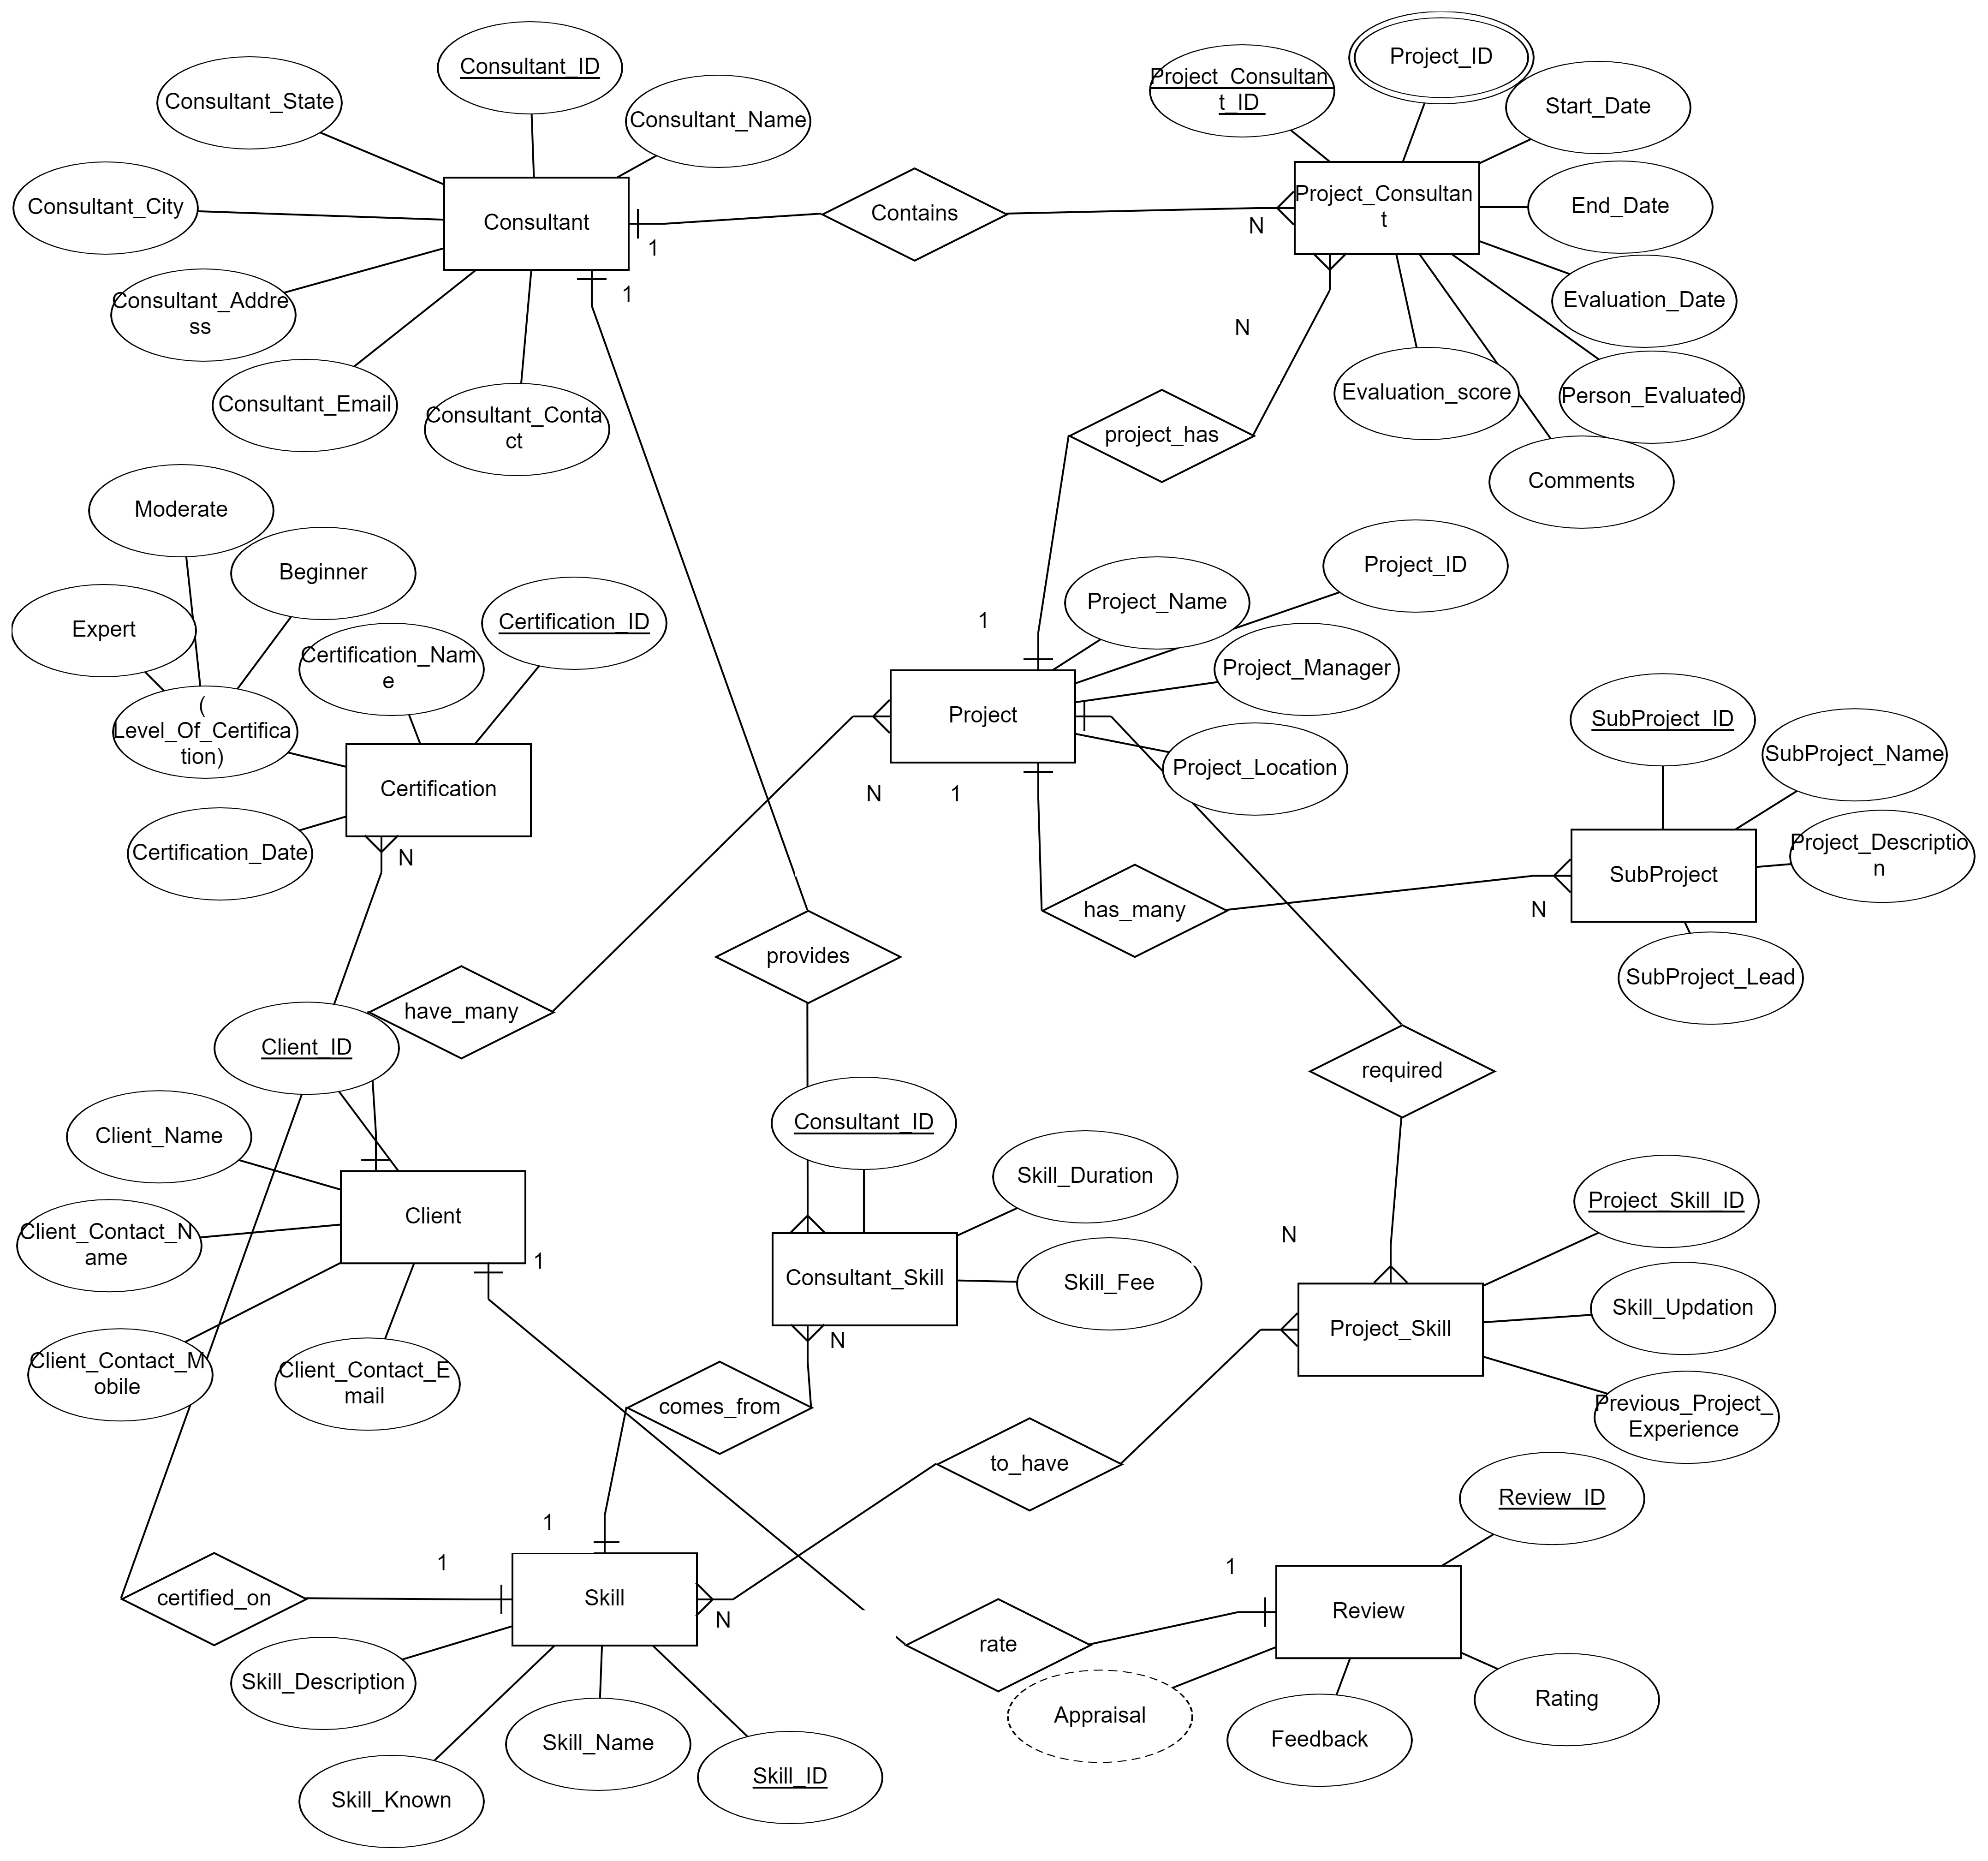 Consultant_ID
Consultant_State
Consultant_Name
Consultant_City
Consultant
Consultant_Addre
ss
Consultant_Email
Consultant_Conta
ct
1
1
Contains
Project_Consultan
t_ID
Project_ID
Start_Date
Project_Consultan
t
End_Date
N
Evaluation_Date
N
Evaluation_score
Person_Evaluated
Comments
project_has
Moderate
Beginner
Expert
Certification_ID
Certification_Nam
e
(
Level_Of_Certifica
tion)
Certification
Certification_Date
N
Project_ID
Project_Name
1
Project_Manager
Project
Project_Location
N
1
SubProject_ID
SubProject_Name
Project_Descriptio
n
SubProject
N
SubProject_Lead
has_many
provides
have_many
Client_ID
required
Client_Name
Client
Client_Contact_N
ame
1
Client_Contact_M
obile
Client_Contact_E
mail
Consultant_ID
Skill_Duration
Consultant_Skill
Skill_Fee
N
N
Project_Skill_ID
Skill_Updation
Project_Skill
Previous_Project_
Experience
comes_from
to_have
Review_ID
1
1
1
certified_on
Skill
N
rate
Review
Skill_Description
Skill_Name
Skill_Known
Skill_ID
Appraisal
Feedback
Rating